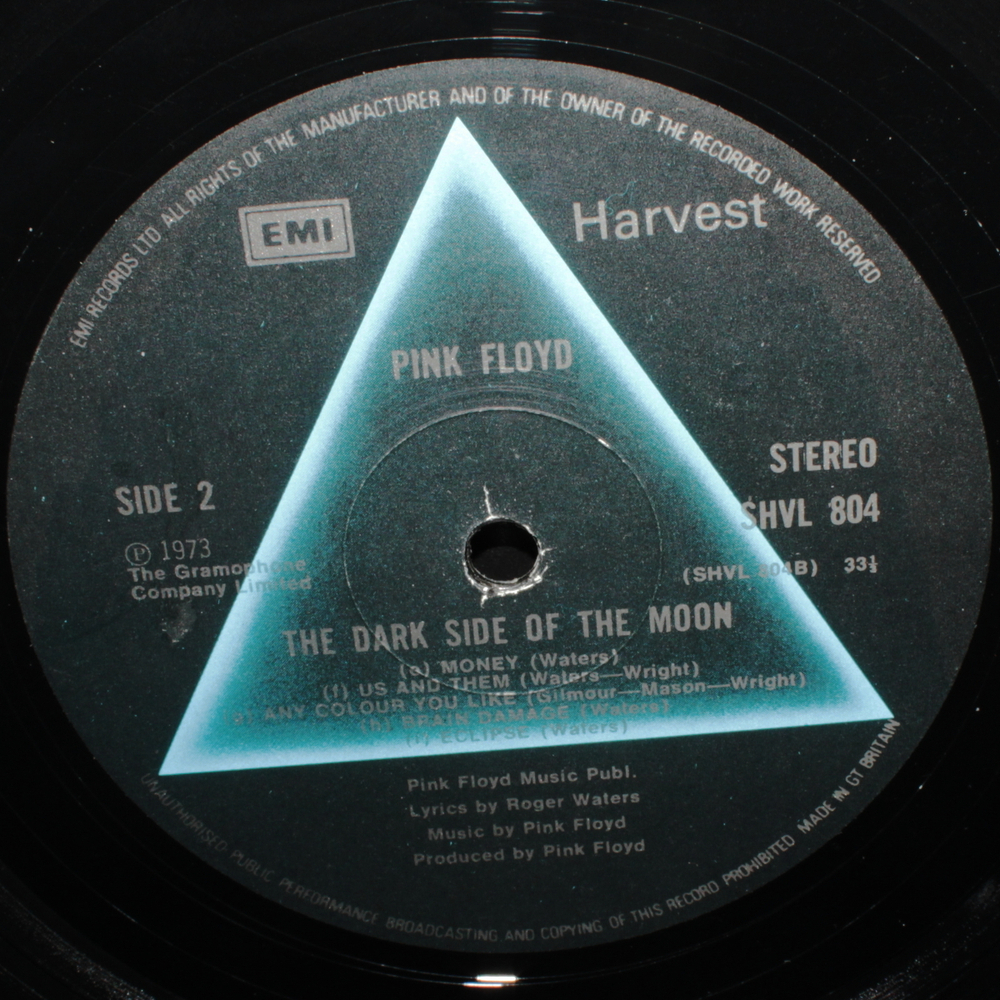 EMI RECORDS LTD ALL RIGHTS OF THE MANUFACTURER AND OF THE OWNER OF THE RECORDED WORK RESERVED
EMI
Harvest
PINK FLOYD
STEREO
SIDE 2
SHVL 804
℗ 1973
The Gramophone
Company Limited
(SHVL 804B) 33⅓
THE DARK SIDE OF THE MOON
(e) MONEY (Waters)
(f) US AND THEM (Waters—Wright)
g) ANY COLOUR YOU LIKE (Gilmour—Mason—Wright)
(h) BRAIN DAMAGE (Waters)
(i) ECLIPSE (Waters)
Pink Floyd Music Publ.
Lyrics by Roger Waters
Music by Pink Floyd
Produced by Pink Floyd
UNAUTHORISED PUBLIC PERFORMANCE BROADCASTING AND COPYING OF THIS RECORD PROHIBITED MADE IN GT BRITAIN